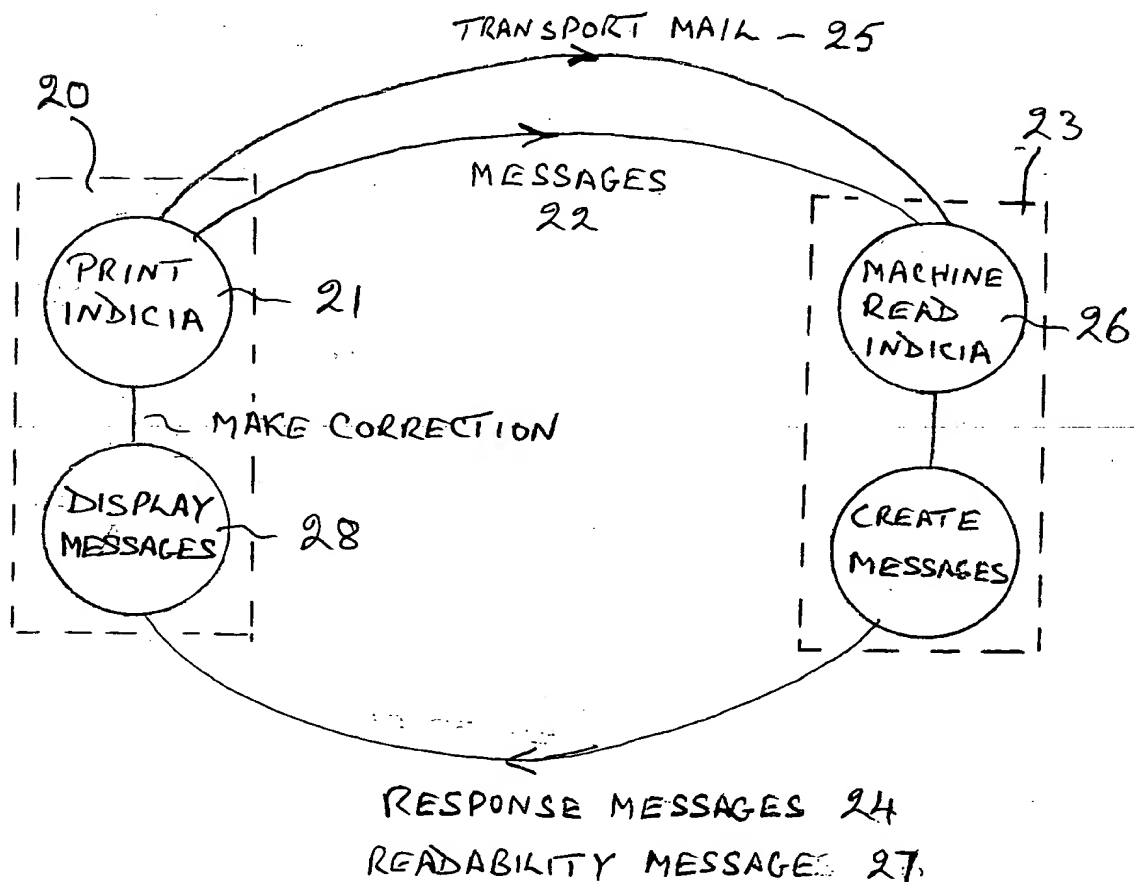 TRANSPORT MAIL - 25
20
23
MESSAGES
22
PRINT
INDICIA
21
MACHINE
READ
INDICIA
26
MAKE CORRECTION
DISPLAY
MESSAGES
28
CREATE
MESSAGES
RESPONSE MESSAGES 24
READABILITY MESSAGE 27